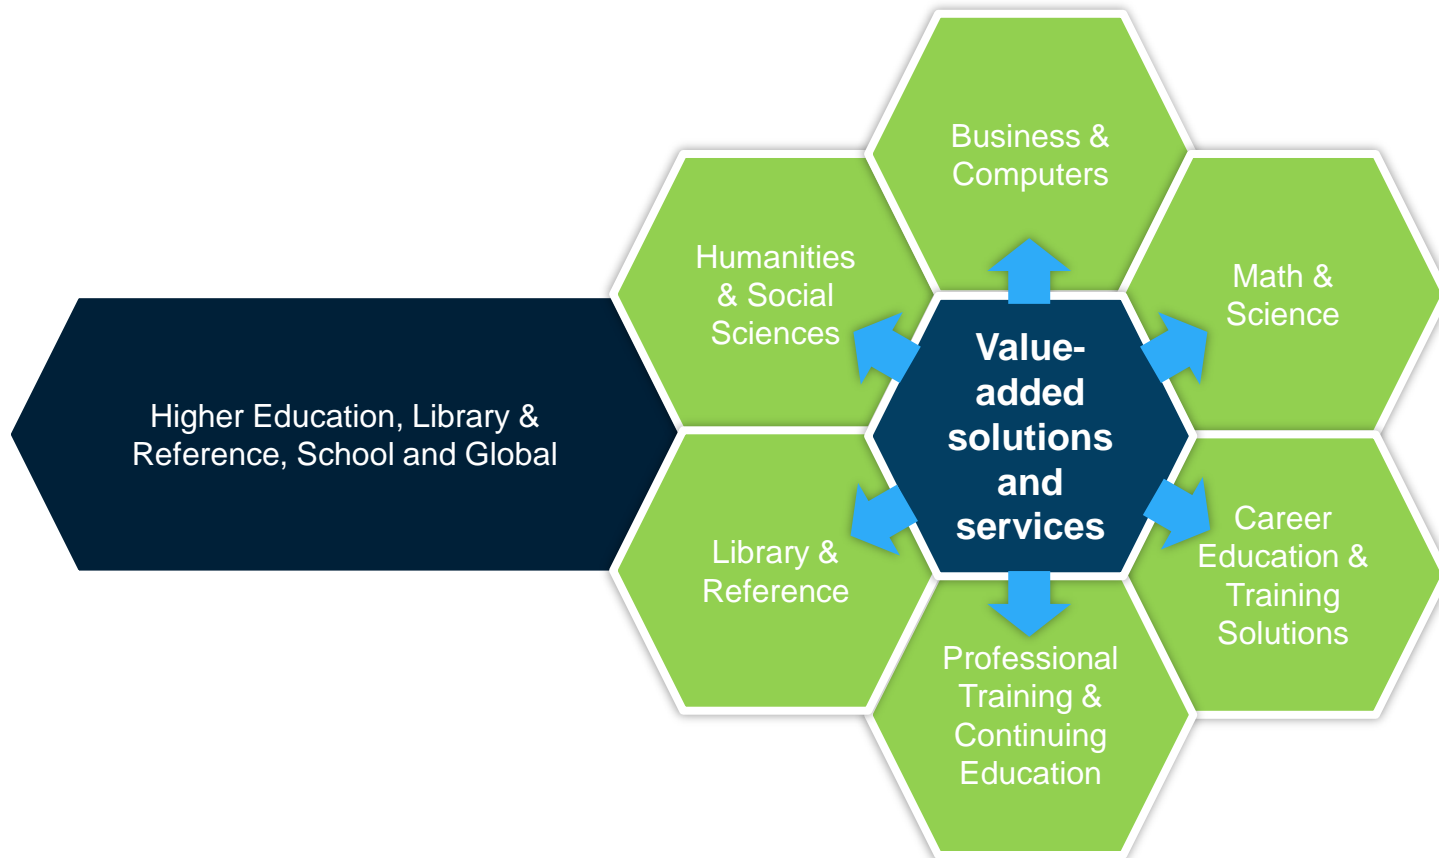 Business &
Computers
Humanities
& Social
Sciences
Math &
Science
Value-
added
solutions
and
services
Higher Education, Library &
Reference, School and Global
Library &
Reference
Career
Education &
Training
Solutions
Professional
Training &
Continuing
Education